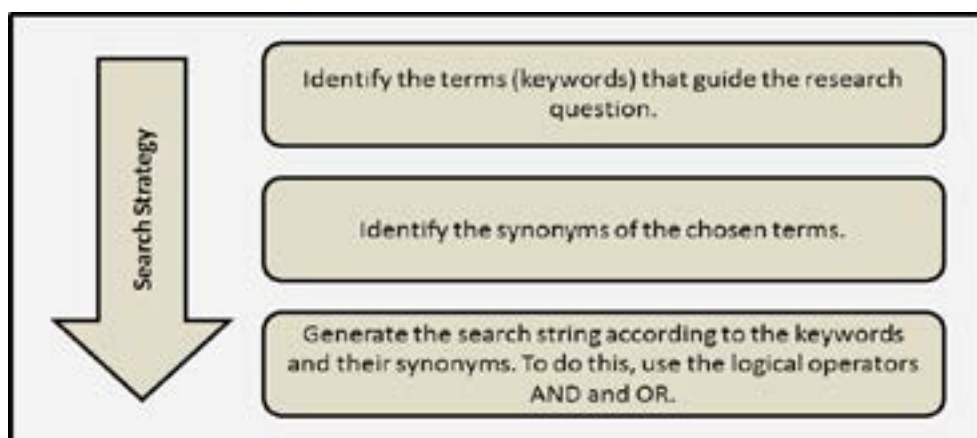 Search Strategy
Identify the terms (keywords) that guide the research
question.
Identify the synonyms of the chosen terms.
Generate the search string according to the keywords
and their synonyms. To do this, use the logical operators
AND and OR.